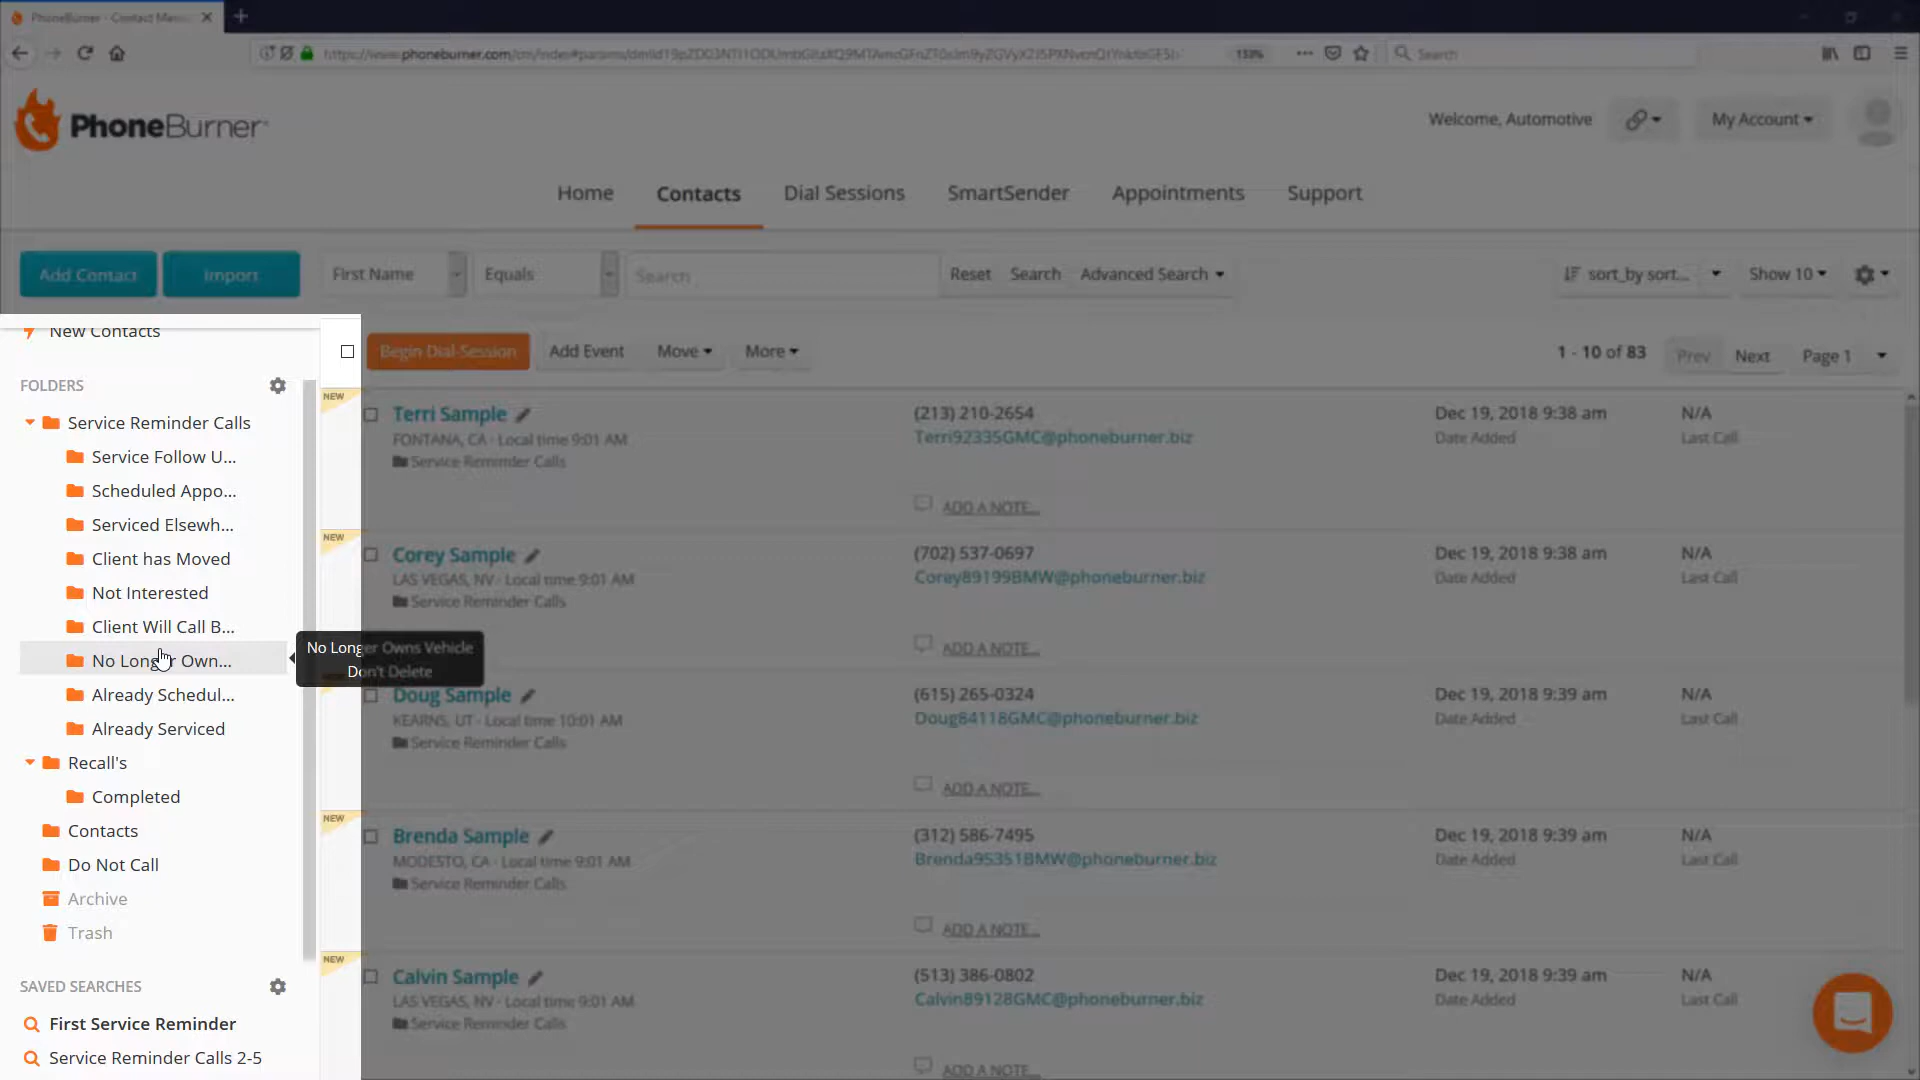 PhoneBurner - Contact Mana
133%
Search
PhoneBurner
Welcome, Automotive
My Account
Home
Contacts
Dial Sessions
SmartSender
Appointments
Support
Add Contact
Import
First Name
Equals
Search
Reset
Search
Advanced Search
sort_by sort...
Show 10
New Contacts
Begin Dial-Session
Add Event
Move
More
1 - 10 of 83
Prev
Next
Page 1
FOLDERS
Service Reminder Calls
Service Follow U...
Scheduled Appo...
Serviced Elsewh...
Client has Moved
Not Interested
Client Will Call B...
No Longer Own...
Already Schedul...
Already Serviced
Recall's
Completed
Contacts
Do Not Call
Archive
Trash
SAVED SEARCHES
First Service Reminder
Service Reminder Calls 2-5
No Longer Owns Vehicle
Don't Delete
NEW
Terri Sample
FONTANA, CA - Local time 9:01 AM
Service Reminder Calls
(213) 210-2654
Terri92335GMC@phoneburner.biz
ADD A NOTE...
Dec 19, 2018 9:38 am
Date Added
N/A
Last Call
NEW
Corey Sample
LAS VEGAS, NV - Local time 9:01 AM
Service Reminder Calls
(702) 537-0697
Corey89199BMW@phoneburner.biz
ADD A NOTE...
Dec 19, 2018 9:38 am
Date Added
N/A
Last Call
Doug Sample
KEARNS, UT - Local time 10:01 AM
Service Reminder Calls
(615) 265-0324
Doug84118GMC@phoneburner.biz
ADD A NOTE...
Dec 19, 2018 9:39 am
Date Added
N/A
Last Call
NEW
Brenda Sample
MODESTO, CA - Local time 9:01 AM
Service Reminder Calls
(312) 586-7495
Brenda95351BMW@phoneburner.biz
ADD A NOTE...
Dec 19, 2018 9:39 am
Date Added
N/A
Last Call
NEW
Calvin Sample
LAS VEGAS, NV - Local time 9:01 AM
Service Reminder Calls
(513) 386-0802
Calvin89128GMC@phoneburner.biz
ADD A NOTE...
Dec 19, 2018 9:39 am
Date Added
N/A
Last Call